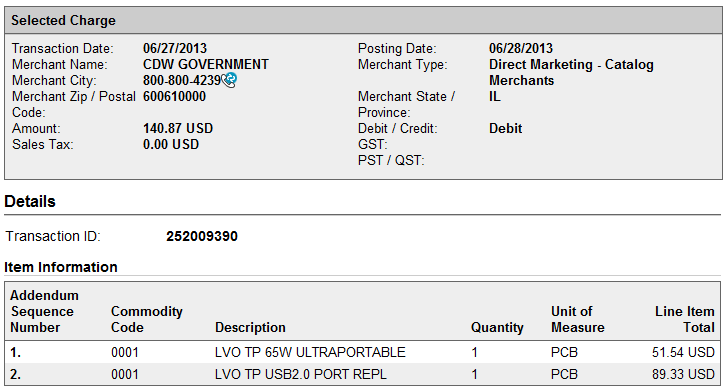 Selected Charge
Transaction Date: 06/27/2013 Posting Date: 06/28/2013
Merchant Name: CDW GOVERNMENT Merchant Type: Direct Marketing - Catalog
Merchant City: 800-800-4239 Merchants
Merchant Zip / Postal 600610000 Merchant State / IL
Code: Province:
Amount: 140.87 USD Debit / Credit: Debit
Sales Tax: 0.00 USD GST:
PST / QST:
Details
Transaction ID: 252009390
Item Information
Addendum
Sequence Commodity Unit of Line Item
Number Code Description Quantity Measure Total
1. 0001 LVO TP 65W ULTRAPORTABLE 1 PCB 51.54 USD
2. 0001 LVO TP USB2.0 PORT REPL 1 PCB 89.33 USD